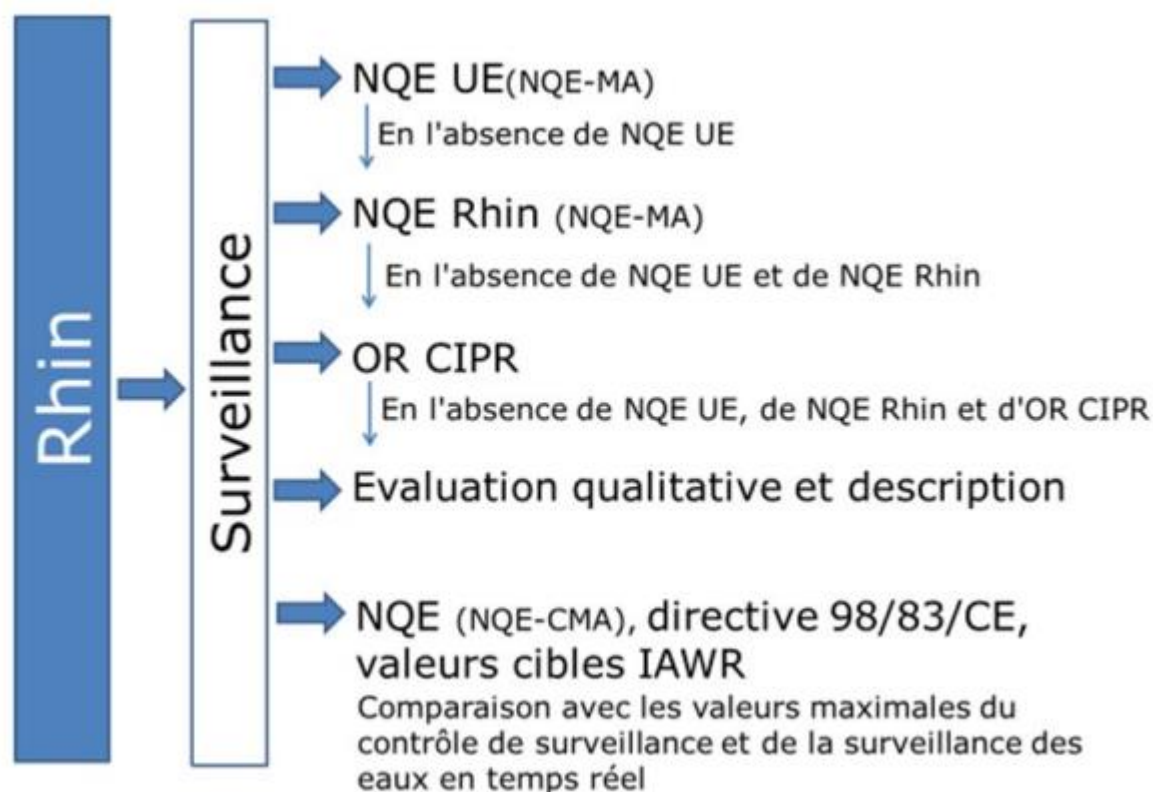 Rhin
Surveillance
NQE UE(NQE-MA)
En l'absence de NQE UE
NQE Rhin (NQE-MA)
En l'absence de NQE UE et de NQE Rhin
OR CIPR
En l'absence de NQE UE, de NQE Rhin et d'OR CIPR
Evaluation qualitative et description
NQE (NQE-CMA), directive 98/83/CE,
valeurs cibles IAWR
Comparaison avec les valeurs maximales du
contrôle de surveillance et de la surveillance des
eaux en temps réel